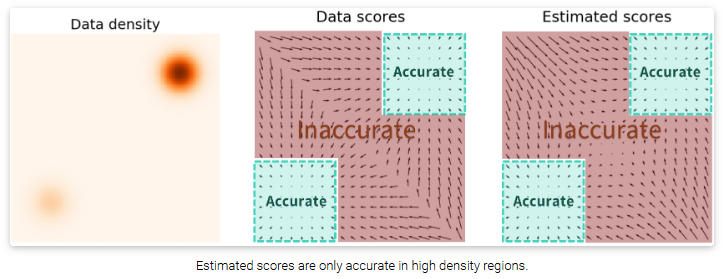 Data density
Data scores
Estimated scores
Accurate
Accurate
Inaccurate
Inaccurate
Accurate
Accurate
Estimated scores are only accurate in high density regions.